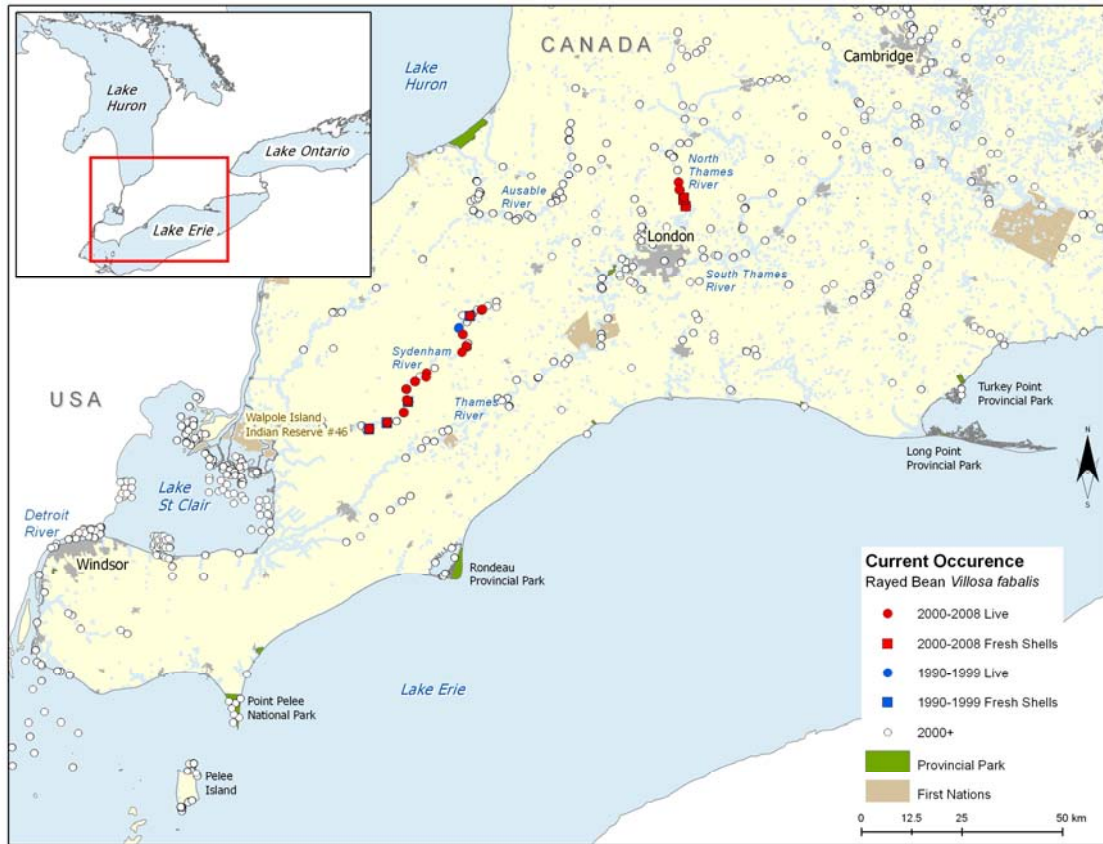 Lake
Huron
Lake Ontario
Lake Erie
CANADA
Cambridge
Lake
Huron
North
Thames
River
Ausable
River
London
South Thames
River
Sydenham
River
USA
Thames
River
Walpole Island
Indian Reserve #46
Turkey Point
Provincial Park
Long Point
Provincial Park
N
S
Lake
St Clair
Detroit
River
Windsor
Rondeau
Provincial Park
Lake Erie
Point Pelee
National Park
Pelee
Island
Current Occurence
Rayed Bean Villosa fabalis
2000-2008 Live
2000-2008 Fresh Shells
1990-1999 Live
1990-1999 Fresh Shells
2000+
Provincial Park
First Nations
0 12.5 25 50 km